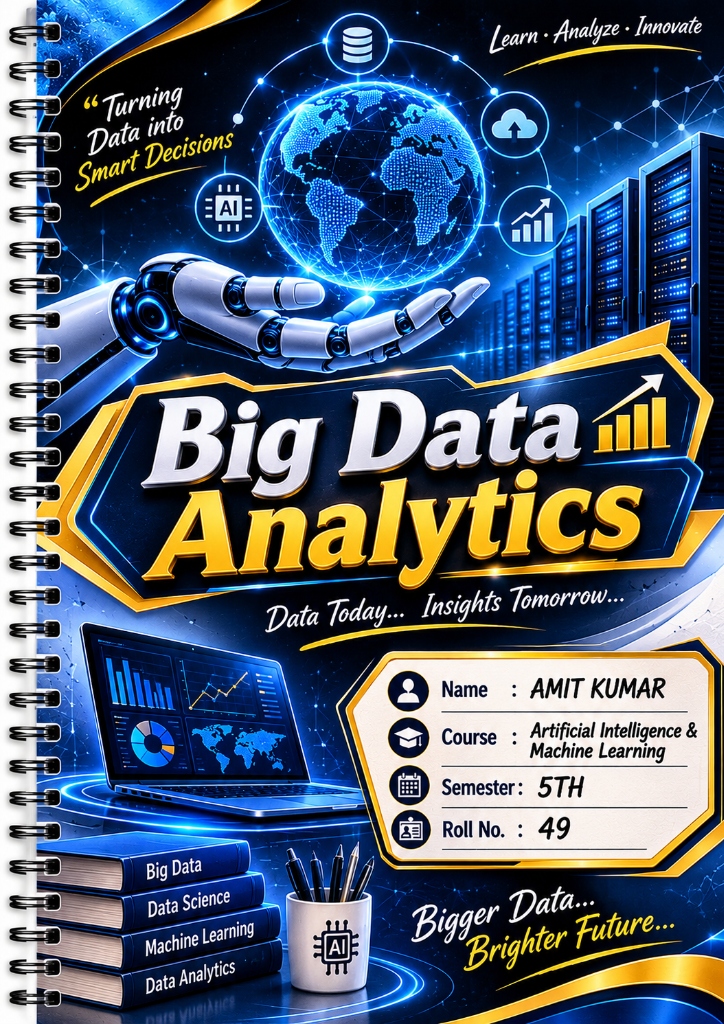 Learn · Analyze · Innovate
“Turning
Data into
Smart Decisions
AI
Big Data
Analytics
Data Today... Insights Tomorrow...
Name : AMIT KUMAR
Course : Artificial Intelligence &
Machine Learning
Semester : 5TH
Roll No. : 49
Big Data
Data Science
Machine Learning
Data Analytics
AI
Bigger Data...
Brighter Future...